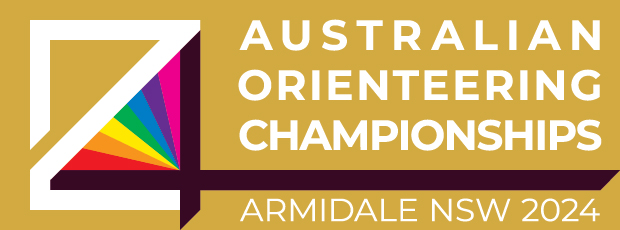 AUSTRALIAN
ORIENTEERING
CHAMPIONSHIPS
ARMIDALE NSW 2024